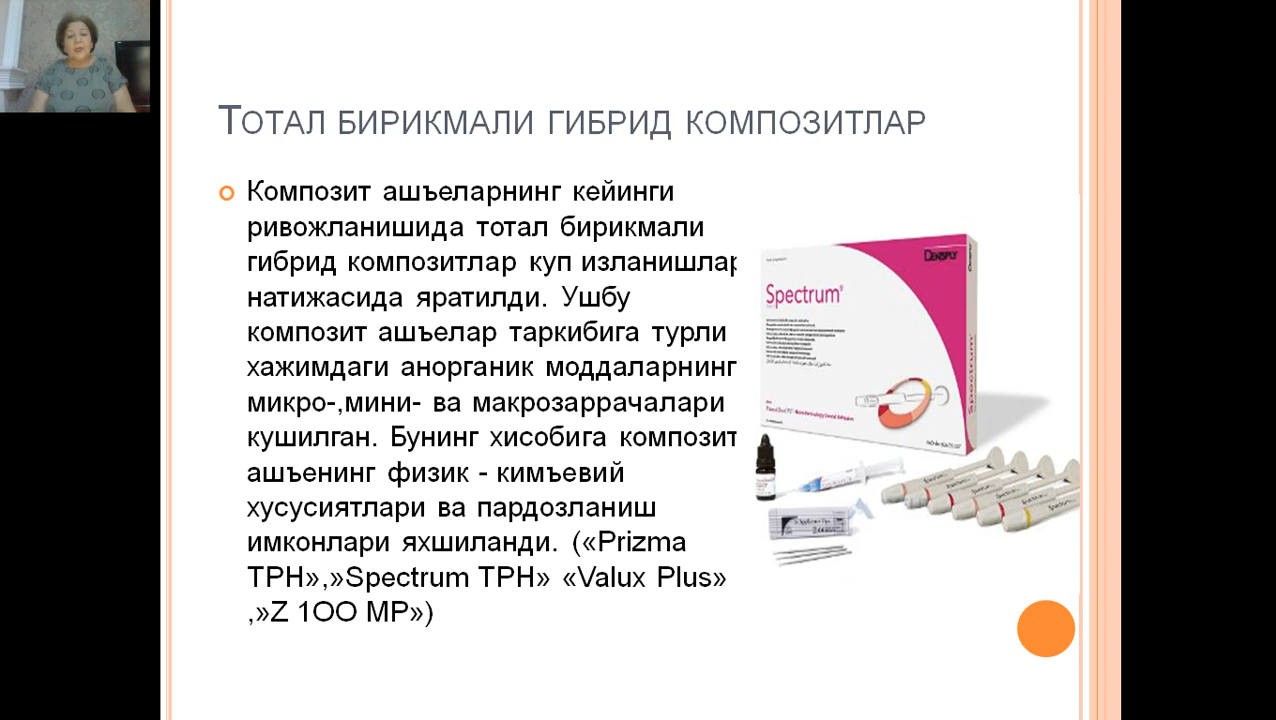 Тотал бирикмали гибрид композитлар
Композит ашъеларнинг кейинги
ривожланишида тотал бирикмали
гибрид композитлар куп изланишлар
натижасида яратилди. Ушбу
композит ашъелар таркибига турли
хажимдаги анорганик моддаларнинг
микро-,мини- ва макрозаррачалари
кушилган. Бунинг хисобига композит
ашъенинг физик - кимъевий
хусусиятлари ва пардозланиш
имконлари яхшиланди. («Prizma
TPH»,»Spectrum TPH» «Valux Plus»
,»Z 1OO MP»)
DENTSPLY
Spectrum®
Spectrum